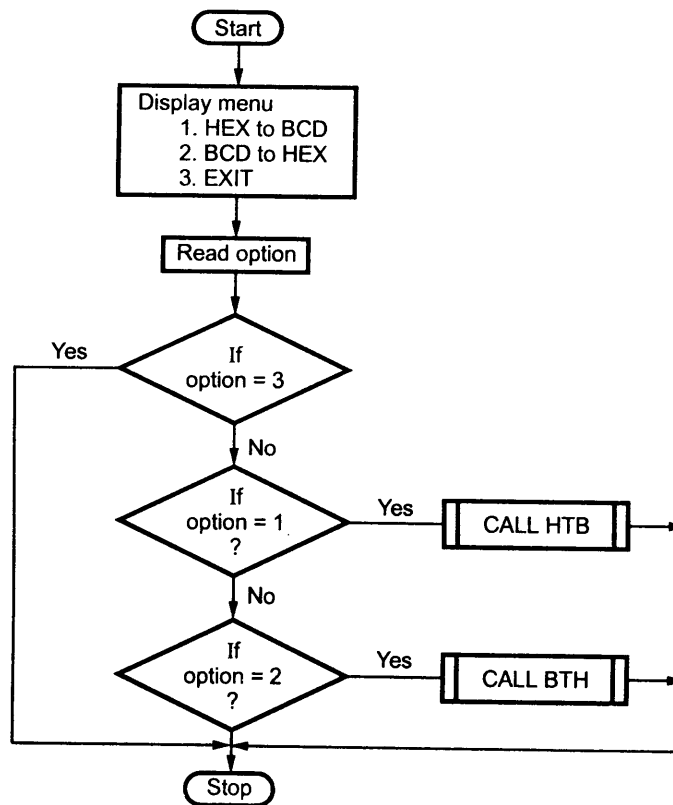 Start
Display menu
1. HEX to BCD
2. BCD to HEX
3. EXIT
Read option
Yes
If
option = 3
No
If
option = 1
?
Yes
CALL HTB
No
If
option = 2
?
Yes
CALL BTH
Stop